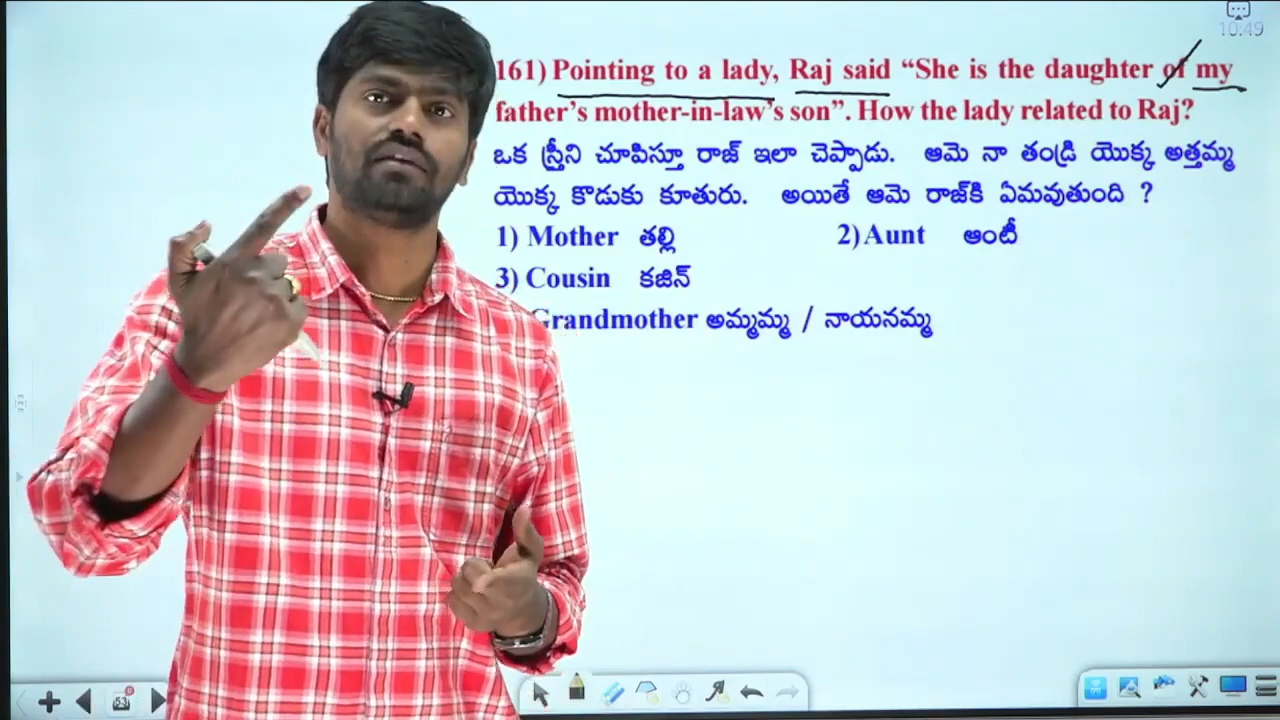 10:49
161) Pointing to a lady, Raj said “She is the daughter of my
father’s mother-in-law’s son”. How the lady related to Raj?
ఒక స్త్రీని చూపిస్తూ రాజ్ ఇలా చెప్పాడు. ఆమె నా తండ్రి యొక్క అత్తమ్మ
యొక్క కొడుకు కూతురు. అయితే ఆమె రాజ్‌కి ఏమవుతుంది ?
1) Mother తల్లి 2) Aunt ఆంటీ
3) Cousin కజిన్
Grandmother అమ్మమ్మ / నాయనమ్మ
53